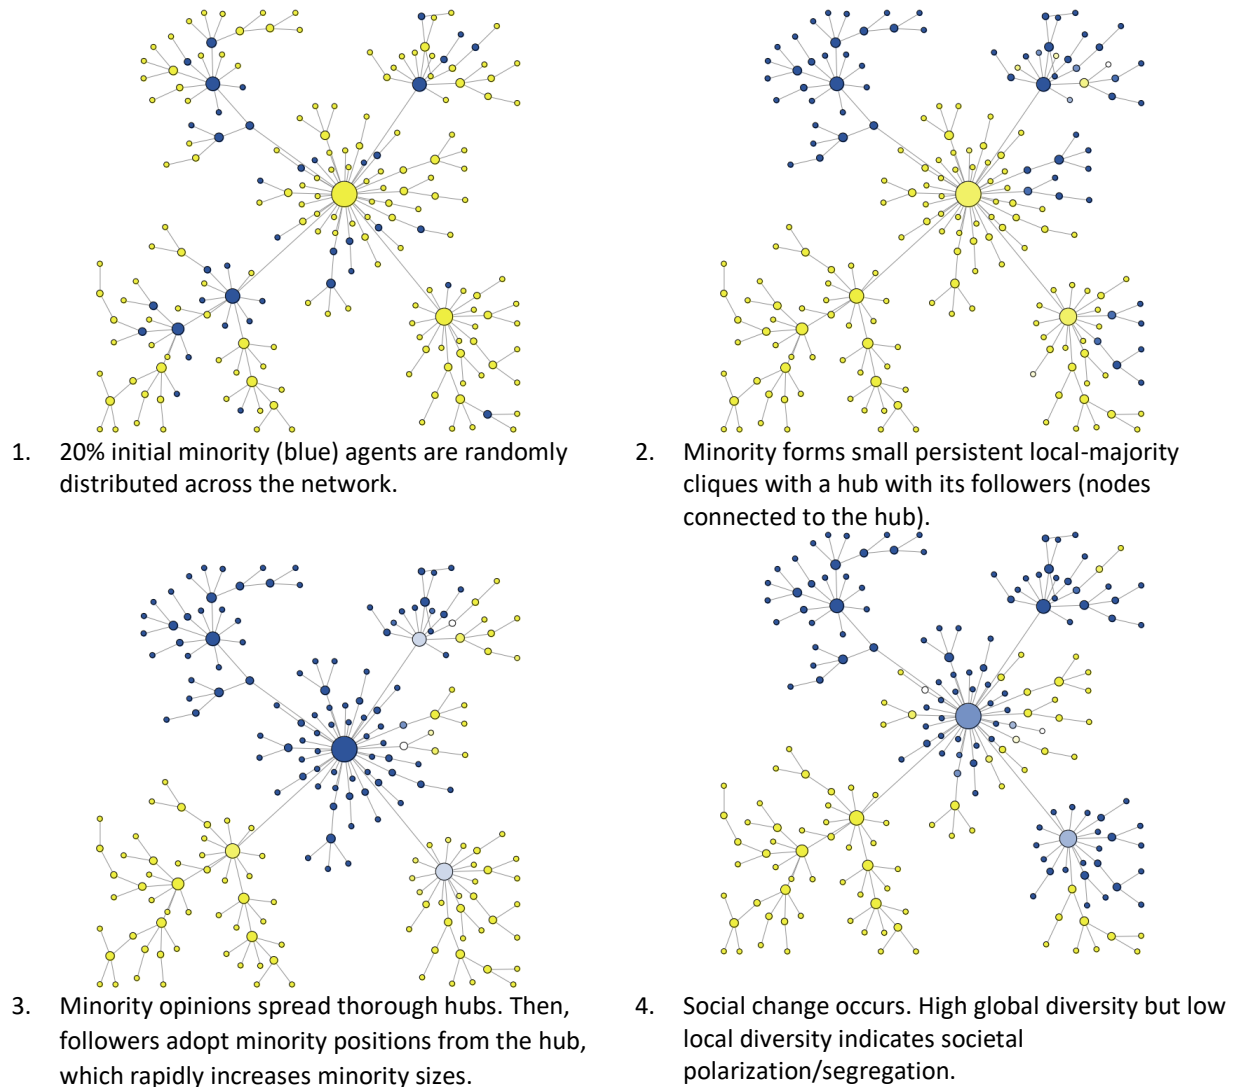 1. 20% initial minority (blue) agents are randomly
distributed across the network.
2. Minority forms small persistent local-majority
cliques with a hub with its followers (nodes
connected to the hub).
3. Minority opinions spread thorough hubs. Then,
followers adopt minority positions from the hub,
which rapidly increases minority sizes.
4. Social change occurs. High global diversity but low
local diversity indicates societal
polarization/segregation.